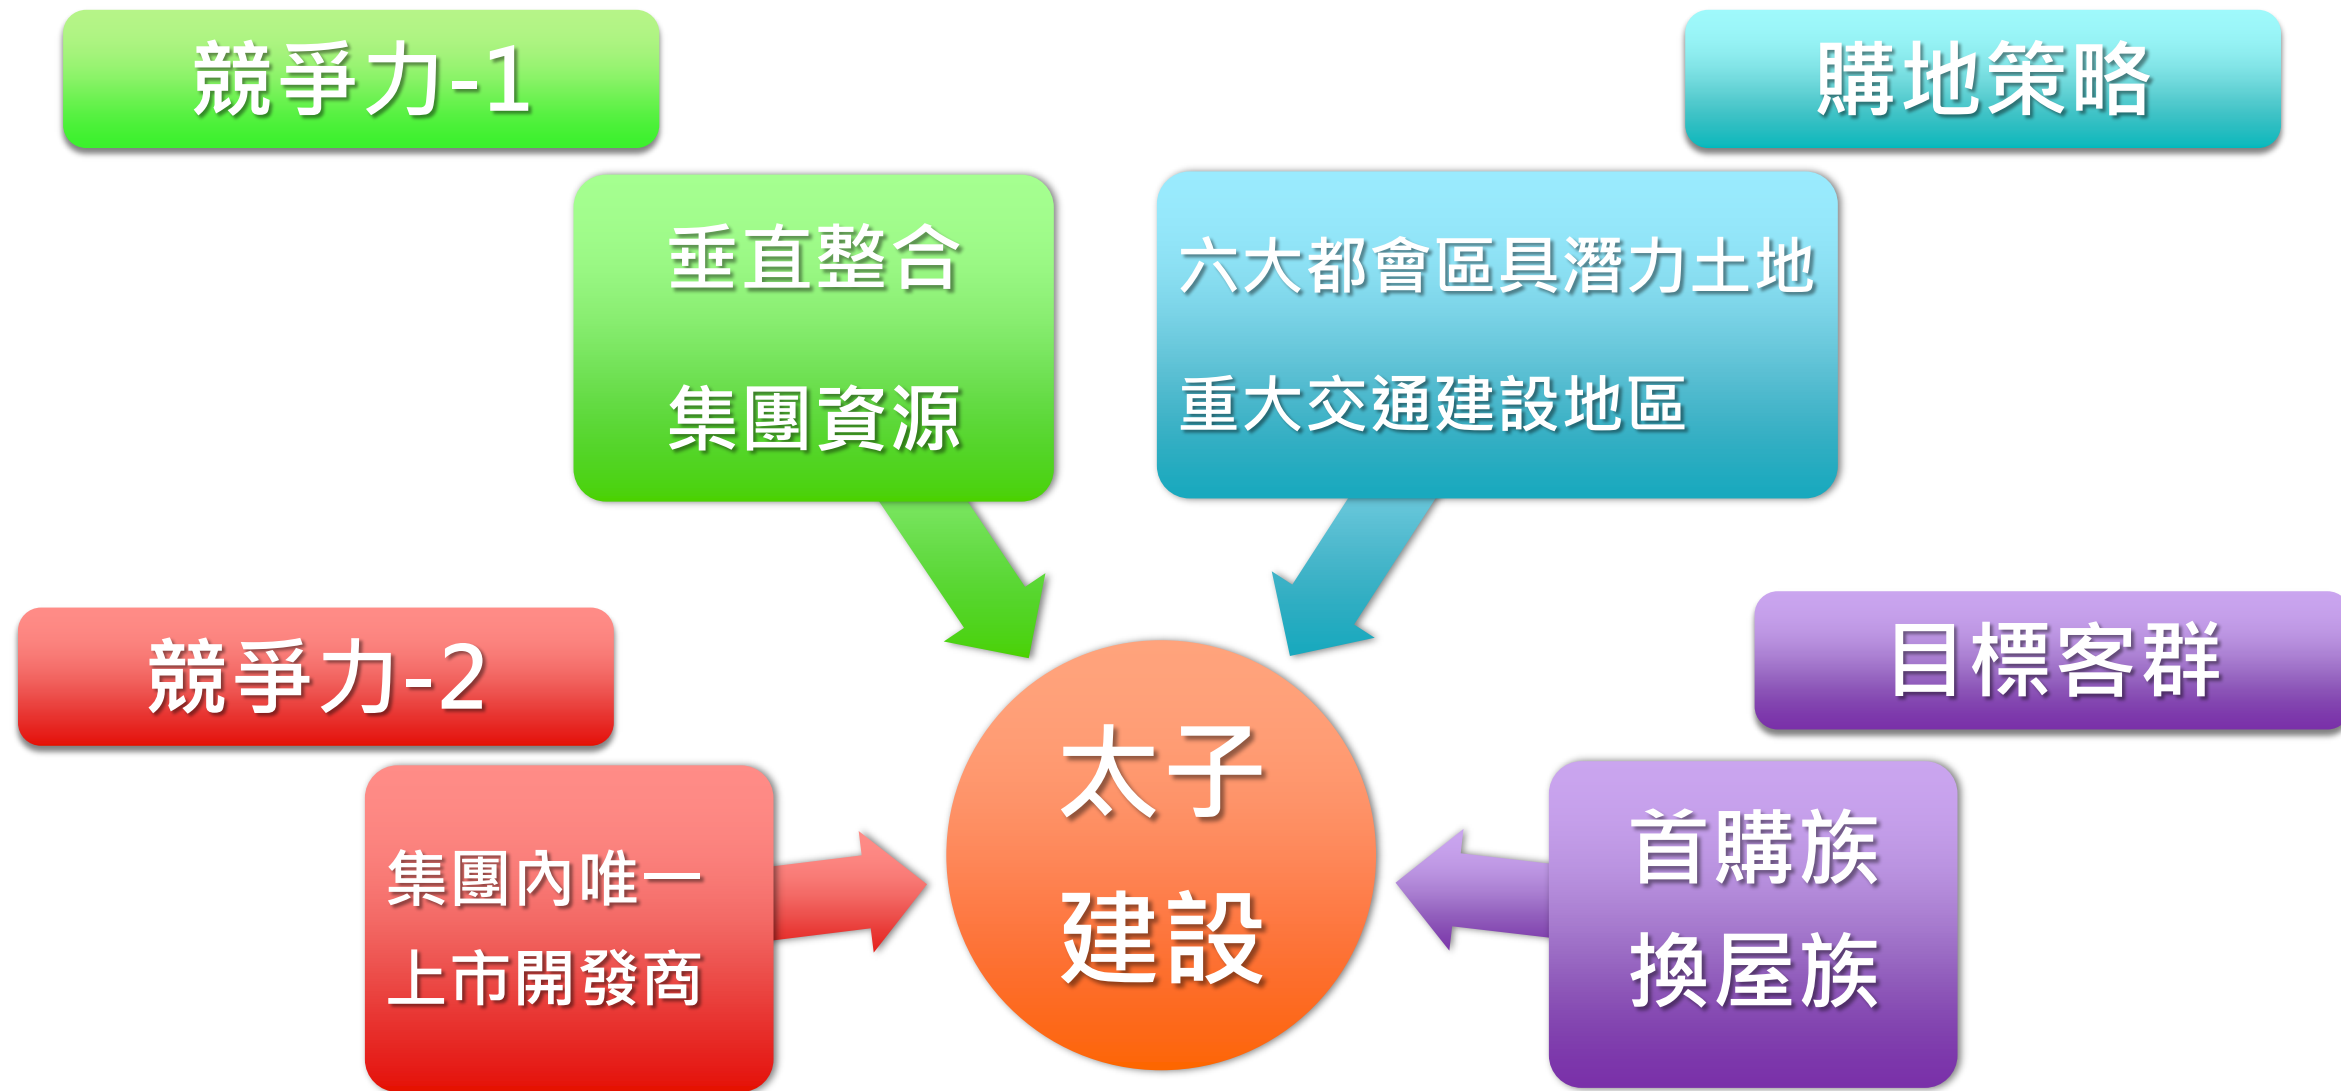 競爭力-1
垂直整合
集團資源
購地策略
六大都會區具潛力土地
重大交通建設地區
競爭力-2
集團內唯一
上市開發商
太子
建設
目標客群
首購族
換屋族